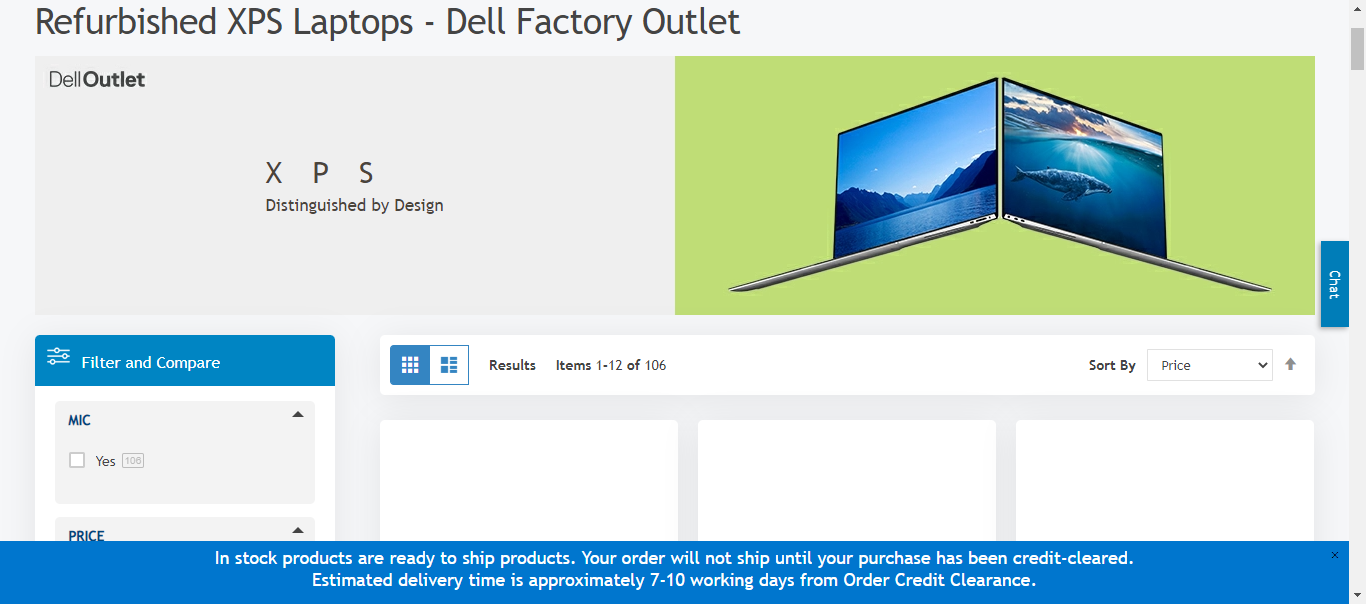 Refurbished XPS Laptops - Dell Factory Outlet
DellOutlet
X P S
Distinguished by Design
Chat
Filter and Compare
Results Items 1-12 of 106
Sort By Price
MIC
Yes 106
PRICE
In stock products are ready to ship products. Your order will not ship until your purchase has been credit-cleared.
Estimated delivery time is approximately 7-10 working days from Order Credit Clearance.